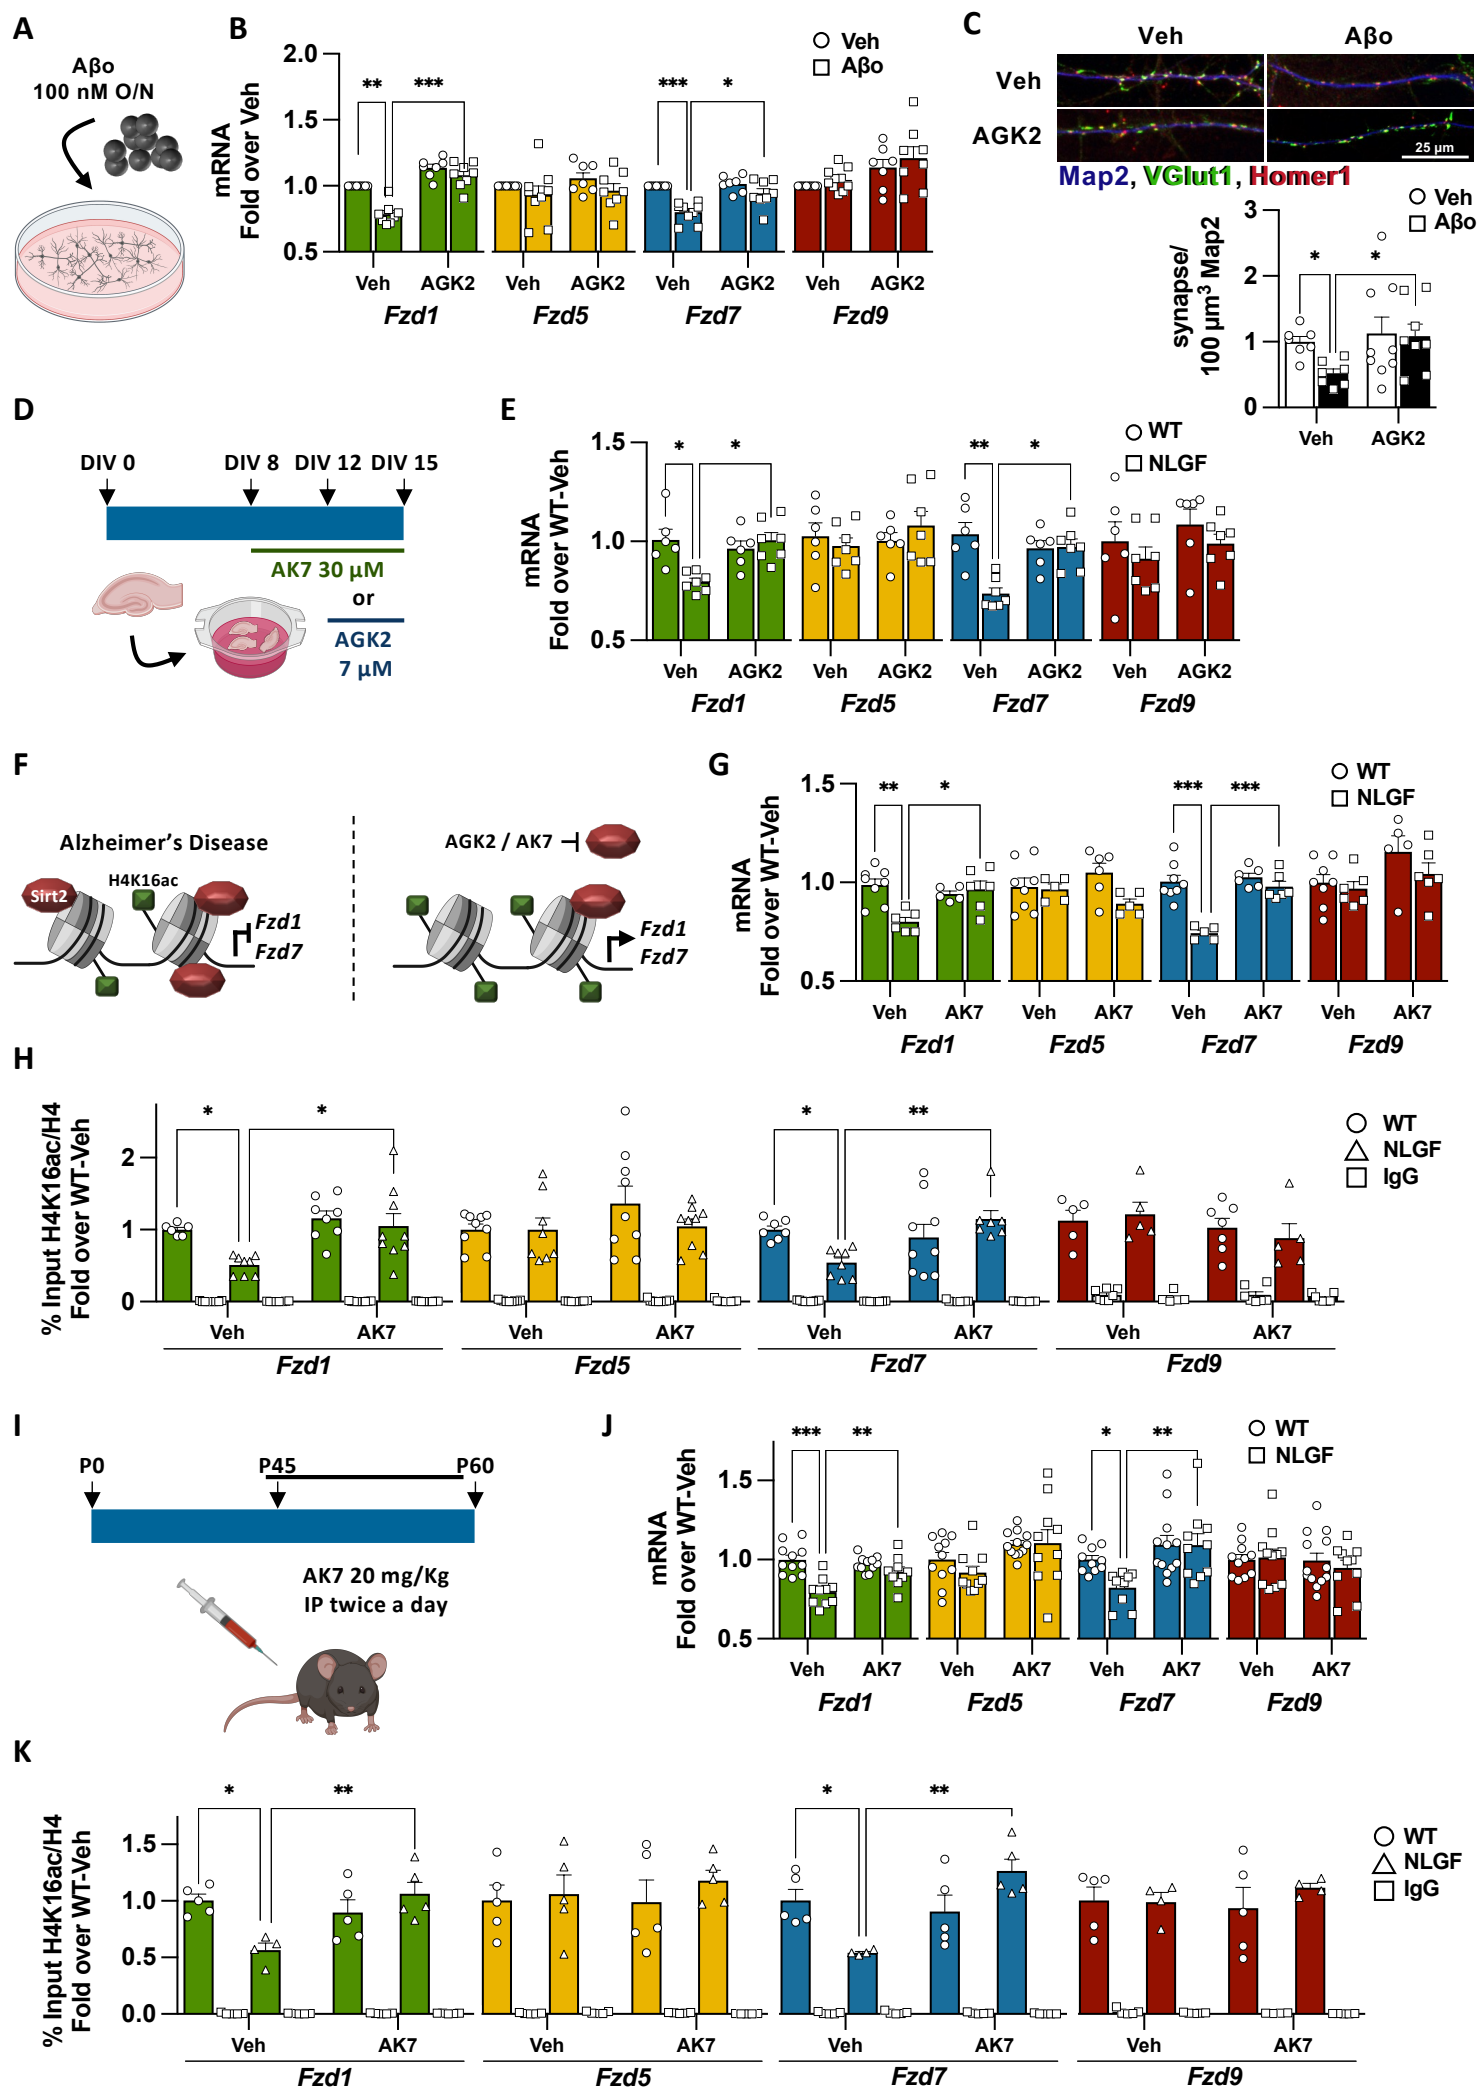 A
Aβo
100 nM O/N
B
mRNA
Fold over Veh
2.0
1.5
1.0
0.5
Veh
Aβo
** *** *** *
Veh AGK2 Veh AGK2 Veh AGK2 Veh AGK2
Fzd1 Fzd5 Fzd7 Fzd9
C
Veh Aβo
Veh
AGK2
25 µm
Map2, VGlut1, Homer1
synapse/
100 µm³ Map2
3
2
1
0
Veh
Aβo
* *
Veh AGK2
D
DIV 0 DIV 8 DIV 12 DIV 15
AK7 30 µM
or
AGK2
7 µM
E
mRNA
Fold over WT-Veh
1.5
1.0
0.5
WT
NLGF
* * ** *
Veh AGK2 Veh AGK2 Veh AGK2 Veh AGK2
Fzd1 Fzd5 Fzd7 Fzd9
F
Alzheimer's Disease
Sirt2
H4K16ac
Fzd1
Fzd7
AGK2 / AK7
Fzd1
Fzd7
G
mRNA
Fold over WT-Veh
1.5
1.0
0.5
WT
NLGF
** * *** ***
Veh AK7 Veh AK7 Veh AK7 Veh AK7
Fzd1 Fzd5 Fzd7 Fzd9
H
% Input H4K16ac/H4
Fold over WT-Veh
2
1
0
WT
NLGF
IgG
* * * **
Veh AK7 Veh AK7 Veh AK7 Veh AK7
Fzd1 Fzd5 Fzd7 Fzd9
I
P0 P45 P60
AK7 20 mg/Kg
IP twice a day
J
mRNA
Fold over WT-Veh
1.5
1.0
0.5
WT
NLGF
*** ** * **
Veh AK7 Veh AK7 Veh AK7 Veh AK7
Fzd1 Fzd5 Fzd7 Fzd9
K
% Input H4K16ac/H4
Fold over WT-Veh
1.5
1.0
0.5
0.0
WT
NLGF
IgG
* ** * **
Veh AK7 Veh AK7 Veh AK7 Veh AK7
Fzd1 Fzd5 Fzd7 Fzd9